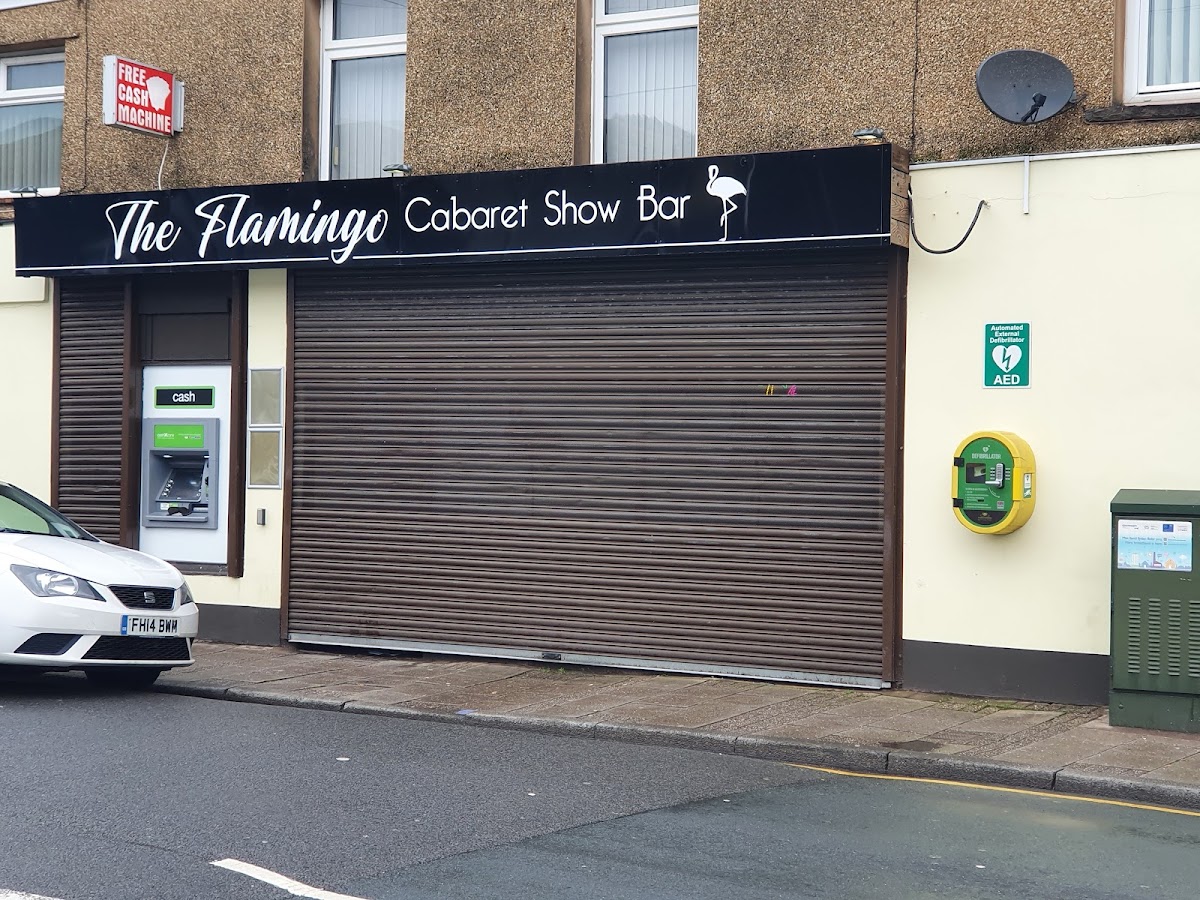 FREE
CASH
MACHINE
The Flamingo Cabaret Show Bar
cash
Automated
External
Defibrillator
AED
DEFIBRILLATOR
FH14 BWM